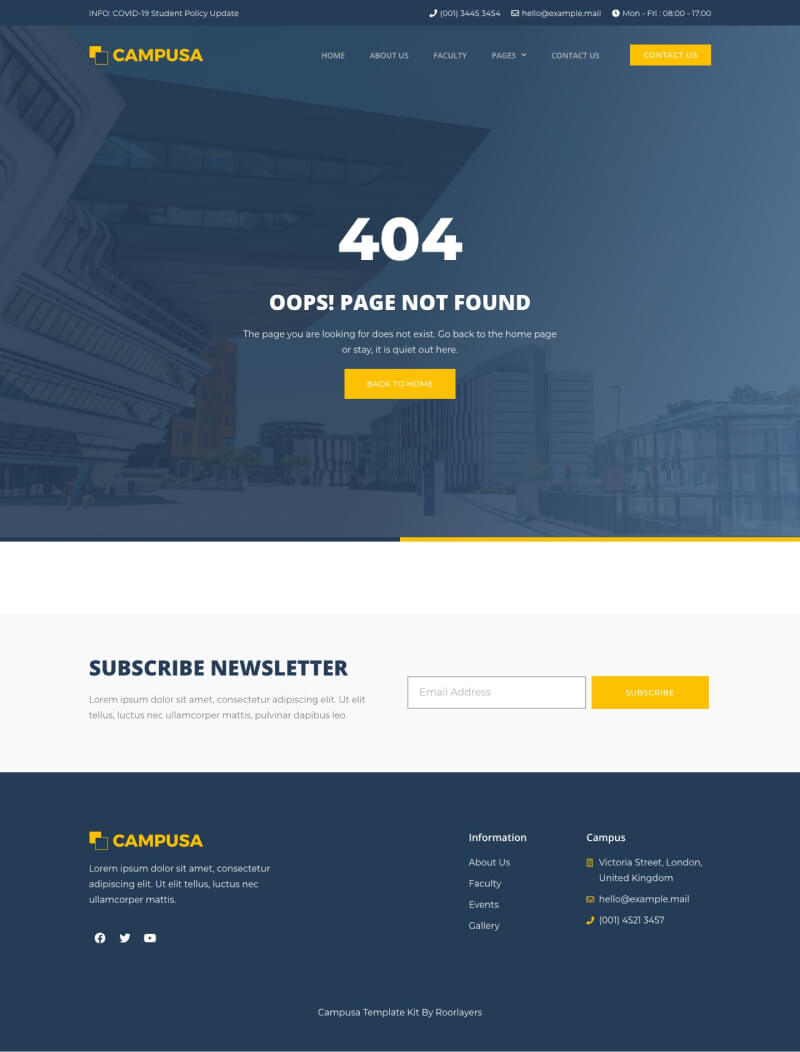 INFO: COVID-19 Student Policy Update
(001) 3445 3454 hello@example.mail Mon - Fri : 08:00 - 17:00
CAMPUSA
HOME ABOUT US FACULTY PAGES CONTACT US CONTACT US
404
OOPS! PAGE NOT FOUND
The page you are looking for does not exist. Go back to the home page
or stay, it is quiet out here.
BACK TO HOME
SUBSCRIBE NEWSLETTER
Lorem ipsum dolor sit amet, consectetur adipiscing elit. Ut elit
tellus, luctus nec ullamcorper mattis, pulvinar dapibus leo.
Email Address
SUBSCRIBE
CAMPUSA
Lorem ipsum dolor sit amet, consectetur
adipiscing elit. Ut elit tellus, luctus nec
ullamcorper mattis.
Information
About Us
Faculty
Events
Gallery
Campus
Victoria Street, London,
United Kingdom
hello@example.mail
(001) 4521 3457
Campusa Template Kit By Roorlayers